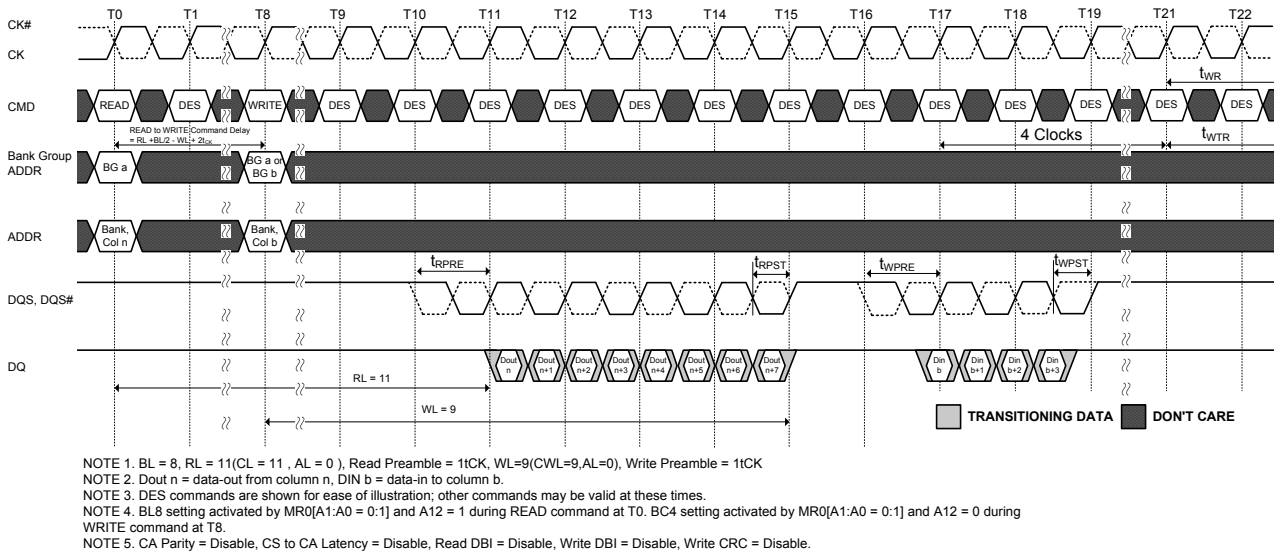 T0 T1 T8 T9 T10 T11 T12 T13 T14 T15 T16 T17 T18 T19 T21 T22
CK#
CK
tWR
CMD READ DES WRITE DES DES DES DES DES DES DES DES DES DES DES DES DES
READ to WRITE Command Delay
= RL +BL/2 - WL + 2tCK
4 Clocks
tWTR
Bank Group
ADDR
BG a
BG a or
BG b
ADDR
Bank,
Col n
Bank,
Col b
tRPRE tRPST tWPRE tWPST
DQS, DQS#
DQ
Dout
n
Dout
n+1
Dout
n+2
Dout
n+3
Dout
n+4
Dout
n+5
Dout
n+6
Dout
n+7
Din
b
Din
b+1
Din
b+2
Din
b+3
RL = 11
WL = 9
TRANSITIONING DATA DON'T CARE
NOTE 1. BL = 8, RL = 11(CL = 11 , AL = 0 ), Read Preamble = 1tCK, WL=9(CWL=9,AL=0), Write Preamble = 1tCK
NOTE 2. Dout n = data-out from column n, DIN b = data-in to column b.
NOTE 3. DES commands are shown for ease of illustration; other commands may be valid at these times.
NOTE 4. BL8 setting activated by MR0[A1:A0 = 0:1] and A12 = 1 during READ command at T0. BC4 setting activated by MR0[A1:A0 = 0:1] and A12 = 0 during
WRITE command at T8.
NOTE 5. CA Parity = Disable, CS to CA Latency = Disable, Read DBI = Disable, Write DBI = Disable, Write CRC = Disable.